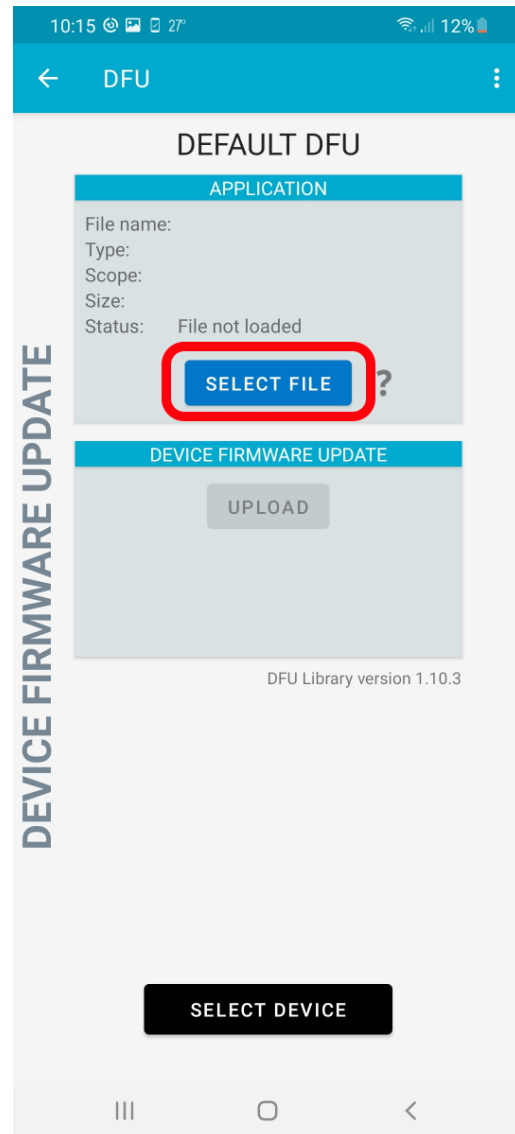 10:15 27° 12%
DFU
DEFAULT DFU
APPLICATION
File name:
Type:
Scope:
Size:
Status: File not loaded
SELECT FILE ?
DEVICE FIRMWARE UPDATE
UPLOAD
DFU Library version 1.10.3
DEVICE FIRMWARE UPDATE
SELECT DEVICE